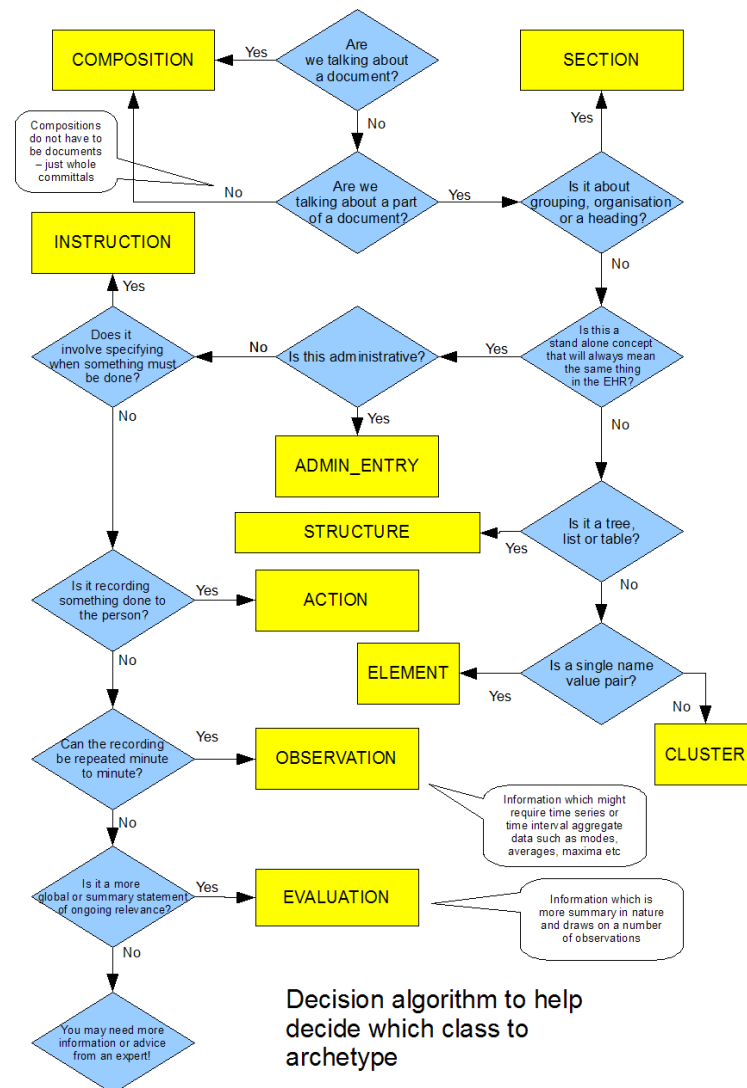 Are
we talking about
a document?
Yes
COMPOSITION
SECTION
No
Yes
Compositions
do not have to
be documents
– just whole
committals
Are we
talking about a part
of a document?
No
Yes
Is it about
grouping, organisation
or a heading?
INSTRUCTION
No
Yes
Does it
involve specifying
when something must
be done?
No
Is this administrative?
Yes
Is this a
stand alone concept
that will always mean
the same thing
in the EHR?
No
Yes
No
ADMIN_ENTRY
STRUCTURE
Yes
Is it a tree,
list or table?
No
Is it recording
something done to
the person?
Yes
ACTION
No
ELEMENT
Yes
Is a single name
value pair?
No
CLUSTER
Can the recording
be repeated minute
to minute?
Yes
OBSERVATION
No
Information which might
require time series or
time interval aggregate
data such as modes,
averages, maxima etc
Is it a more
global or summary statement
of ongoing relevance?
Yes
EVALUATION
Information which is
more summary in nature
and draws on a number
of observations
No
You may need more
information or advice
from an expert!
Decision algorithm to help
decide which class to
archetype